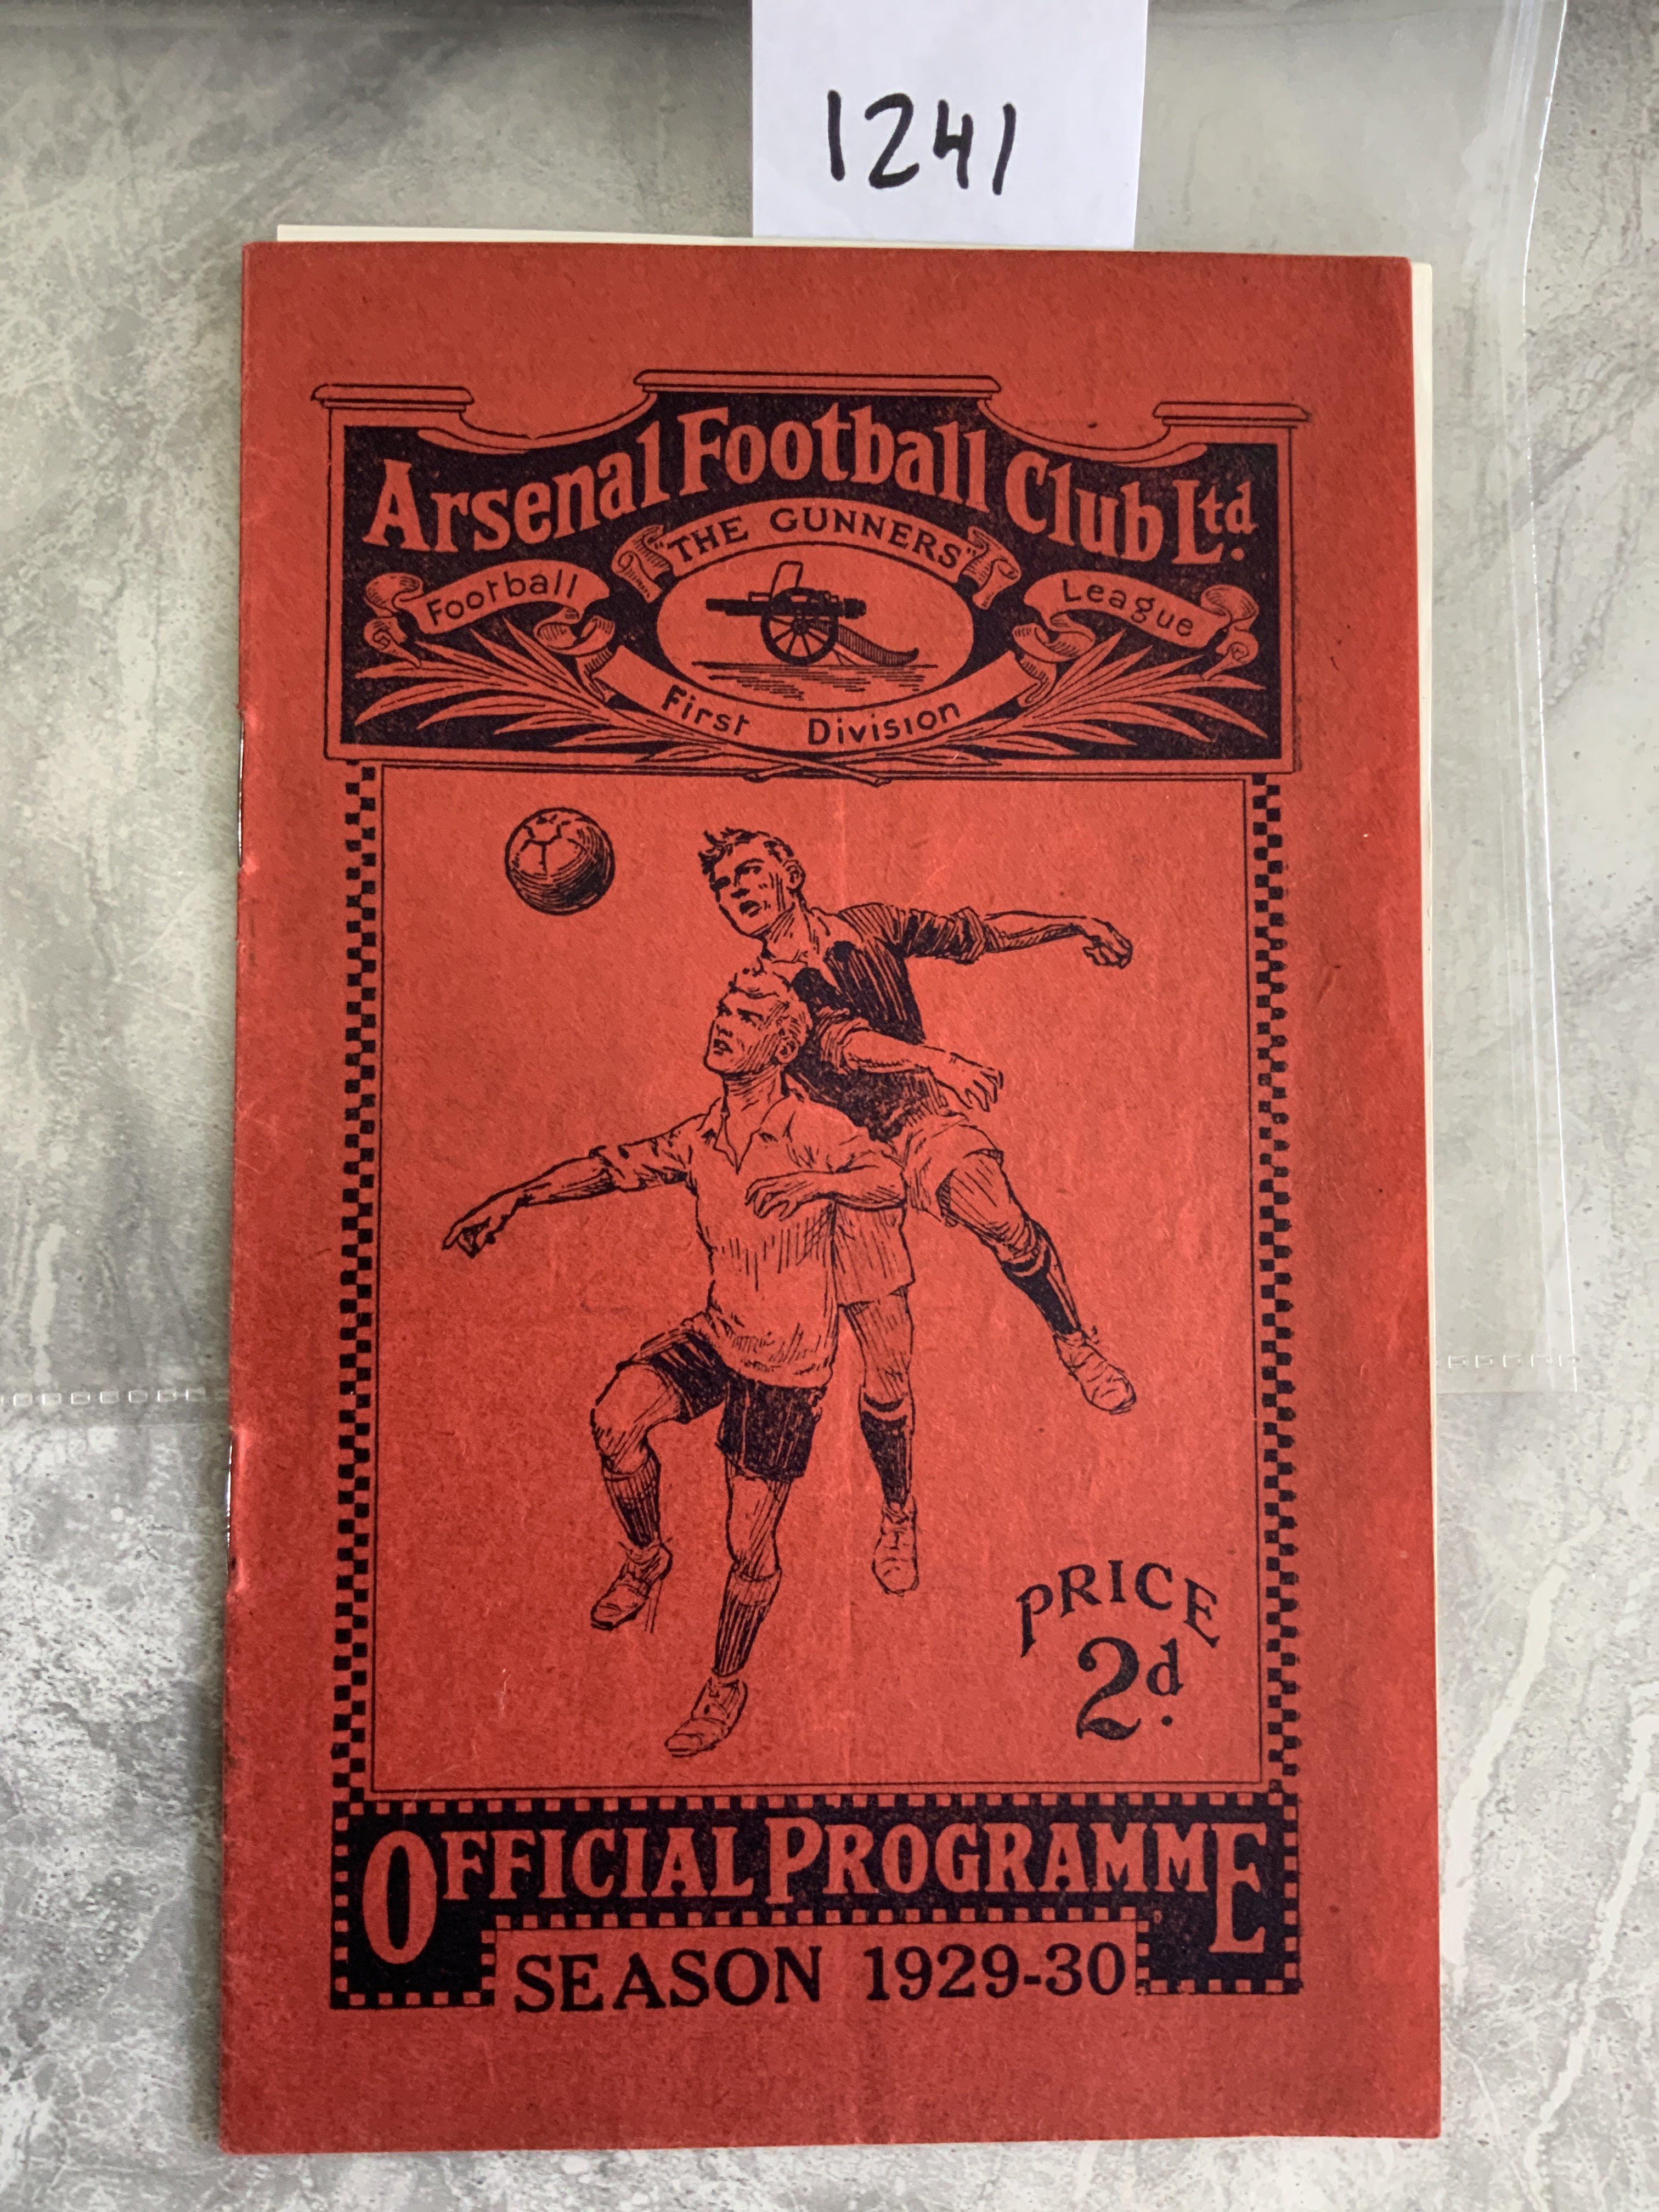 1241
Arsenal Football Club Ltd.
"THE GUNNERS"
Football League
First Division
PRICE
2d.
OFFICIAL PROGRAMME
SEASON 1929-30